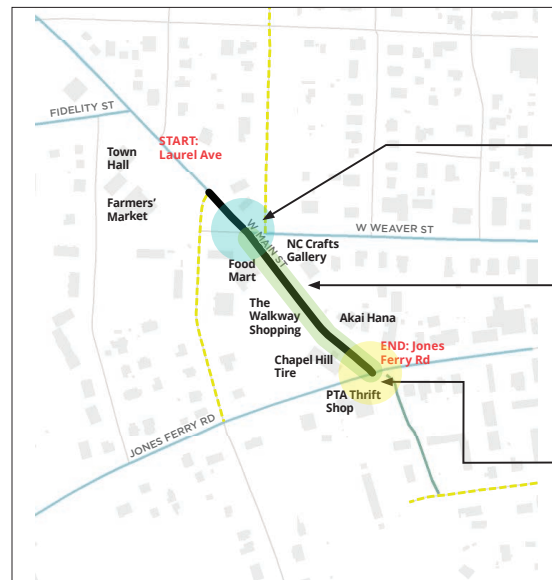 FIDELITY ST
START:
Laurel Ave
Town
Hall
Farmers'
Market
W WEAVER ST
W MAIN ST
NC Crafts
Gallery
Food
Mart
The
Walkway
Shopping
Akai Hana
END: Jones
Ferry Rd
Chapel Hill
Tire
PTA Thrift
Shop
JONES FERRY RD